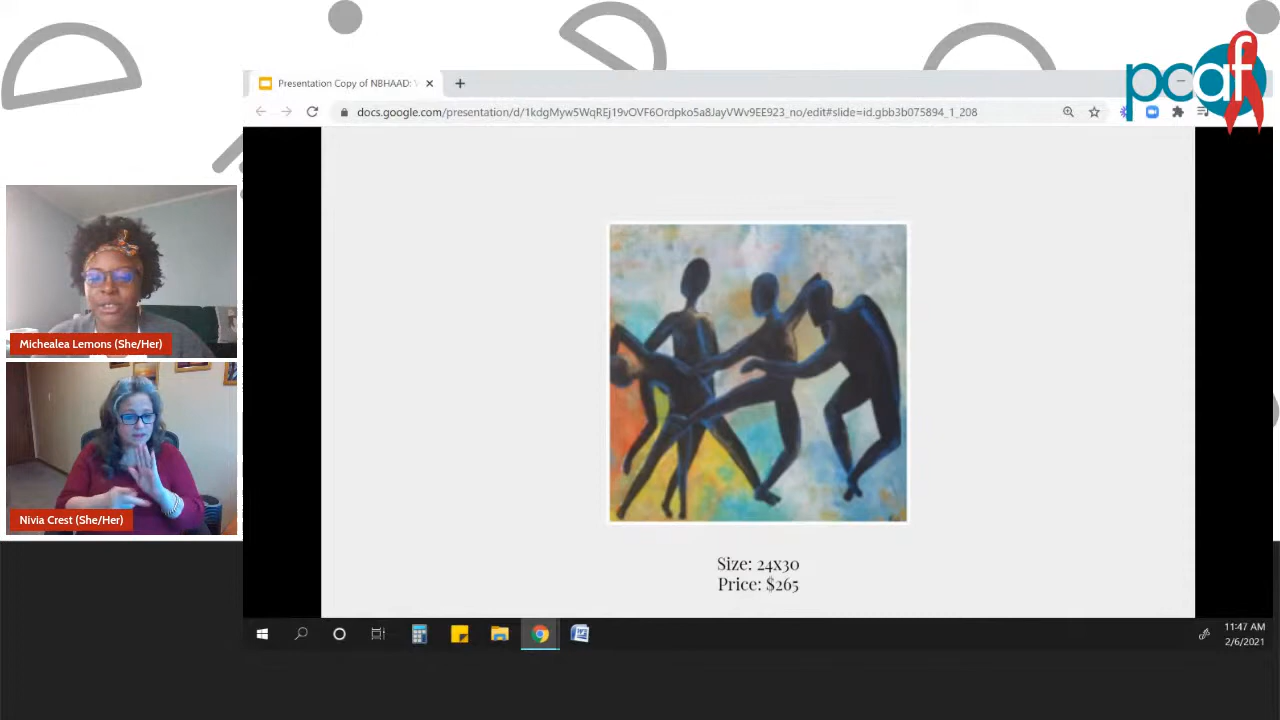 pcaf
Presentation Copy of NBHAAD: V
docs.google.com/presentation/d/1kdgMyw5WqREj19vOVF6Ordpko5a8JayVWv9EE923_no/edit#slide=id.gbb3b075894_1_208
Michealea Lemons (She/Her)
Nivia Crest (She/Her)
Size: 24x30
Price: $265
11:47 AM
2/6/2021